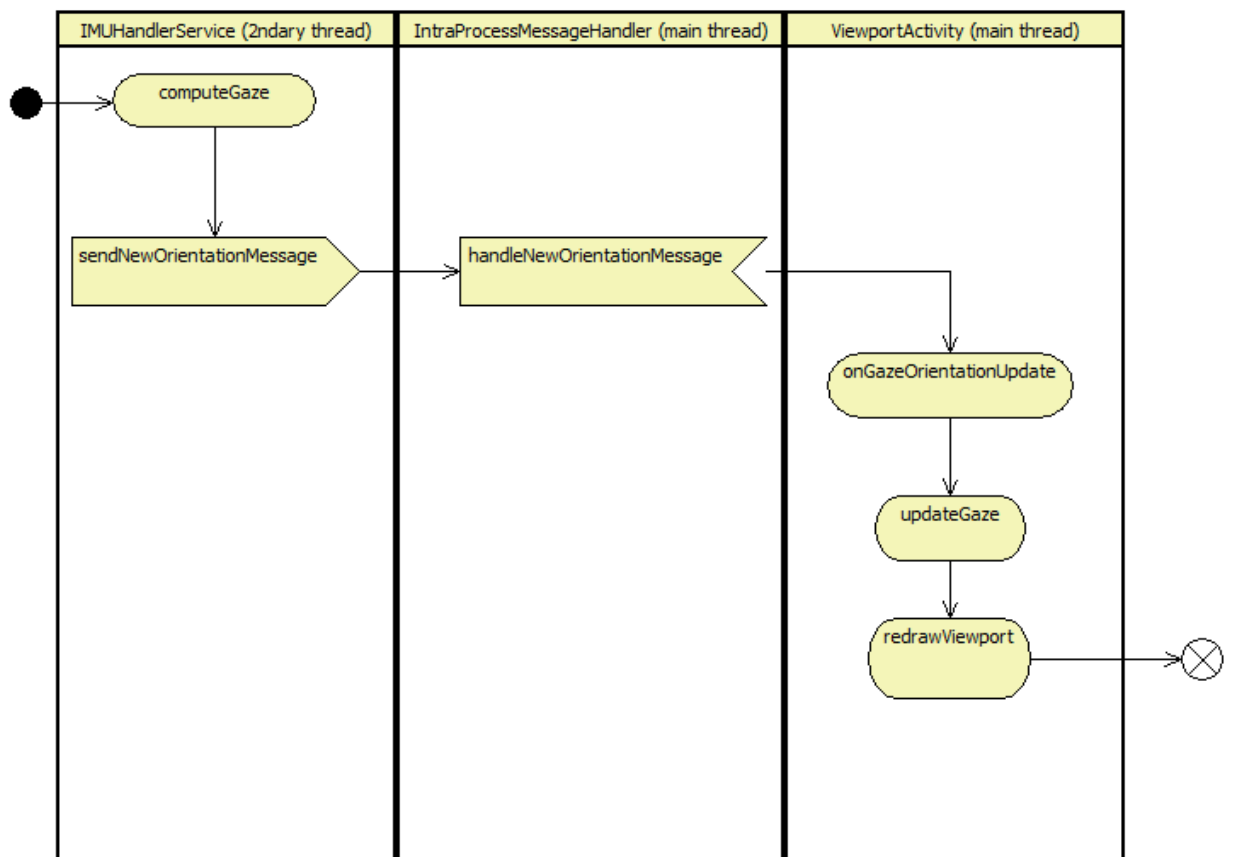 IMUHandlerService (2ndary thread)
IntraProcessMessageHandler (main thread)
ViewportActivity (main thread)
computeGaze
sendNewOrientationMessage
handleNewOrientationMessage
onGazeOrientationUpdate
updateGaze
redrawViewport